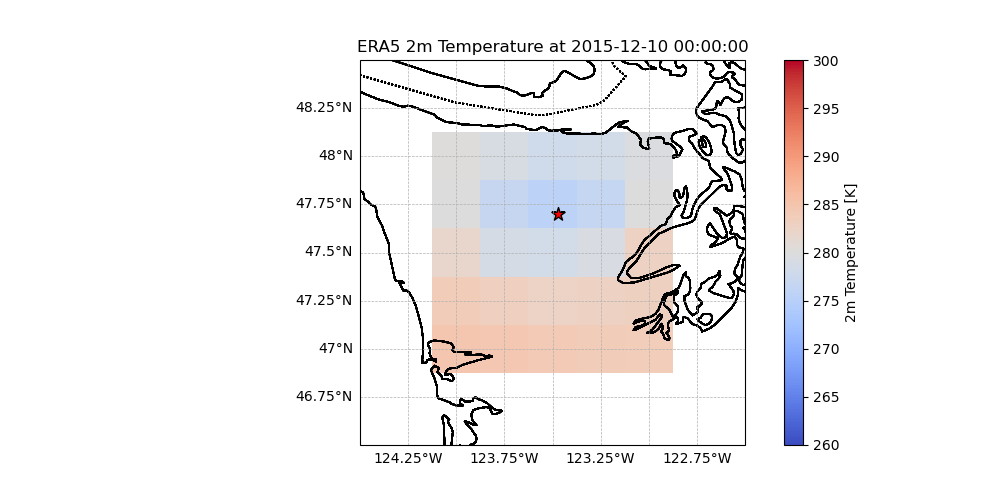 ERA5 2m Temperature at 2015-12-10 00:00:00
48.25°N
48°N
47.75°N
47.5°N
47.25°N
47°N
46.75°N
124.25°W 123.75°W 123.25°W 122.75°W
300
295
290
285
280
275
270
265
260
2m Temperature [K]